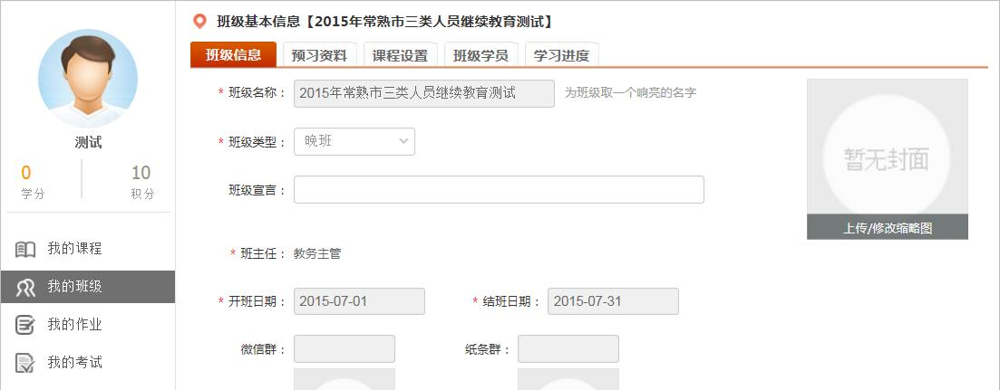 测试
0
10
学分
积分
我的课程
我的班级
我的作业
我的考试
班级基本信息【2015年常熟市三类人员继续教育测试】
班级信息
预习资料
课程设置
班级学员
学习进度
* 班级名称：
2015年常熟市三类人员继续教育测试
为班级取一个响亮的名字
* 班级类型：
晚班
班级宣言：
暂无封面
上传/修改缩略图
* 班主任：
教务主管
* 开班日期：
2015-07-01
* 结班日期：
2015-07-31
微信群：
纸条群：